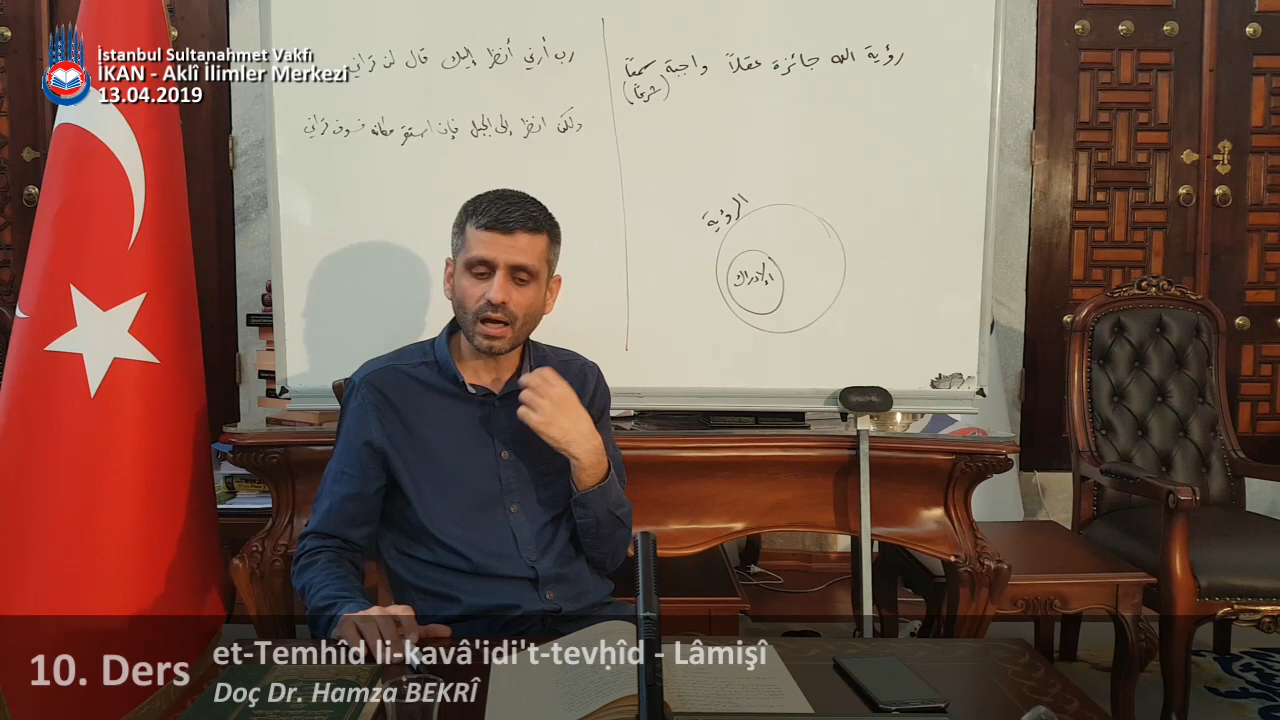 İstanbul Sultanahmet Vakfı
İKAN - Aklî İlimler Merkezi
13.04.2019
رؤية الله جائزة عقلاً واجبة سمعًا
(شرعًا)
رب أرني أنظر إليك قال لن تراني
ولكن انظر إلى الجبل فإن استقر مكانه فسوف تراني
الرؤية
الإدراك
10. Ders
et-Temhîd li-kavâ'idi't-tevḥîd - Lâmişî
Doç Dr. Hamza BEKRÎ